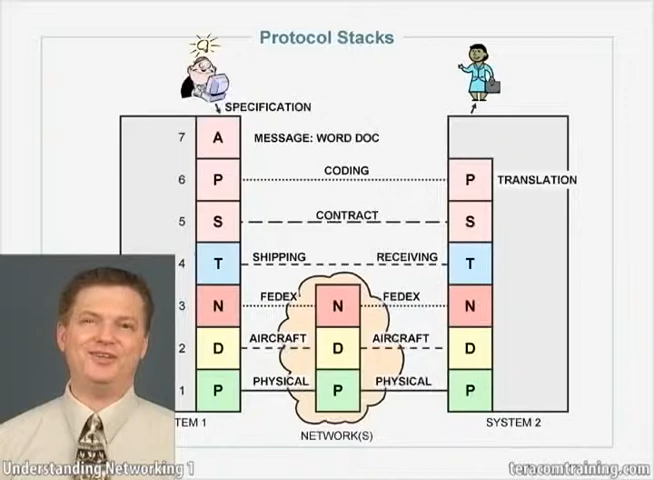 Protocol Stacks
SPECIFICATION
7 A MESSAGE: WORD DOC
6 P CODING P TRANSLATION
5 S CONTRACT S
4 T SHIPPING RECEIVING T
3 N FEDEX N FEDEX N
2 D AIRCRAFT D AIRCRAFT D
1 P PHYSICAL P PHYSICAL P
TEM 1 SYSTEM 2
NETWORK(S)
Understanding Networking 1 teracomtraining.com